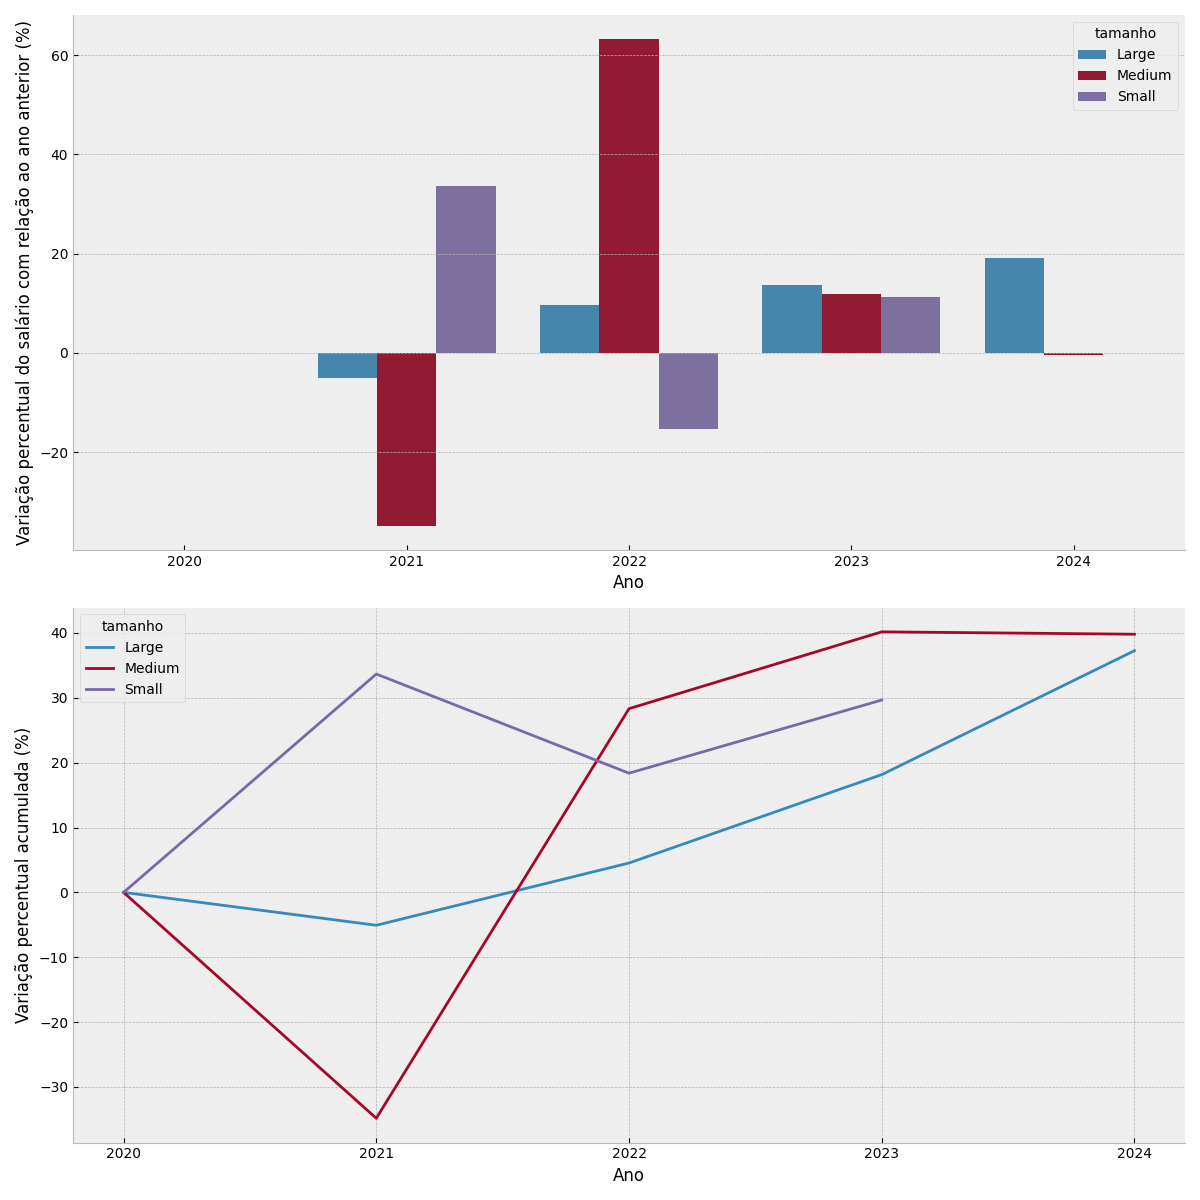 Variação percentual do salário com relação ao ano anterior (%)
60
40
20
0
−20
tamanho
Large
Medium
Small
2020
2021
2022
2023
2024
Ano
Variação percentual acumulada (%)
40
30
20
10
0
−10
−20
−30
tamanho
Large
Medium
Small
2020
2021
2022
2023
2024
Ano